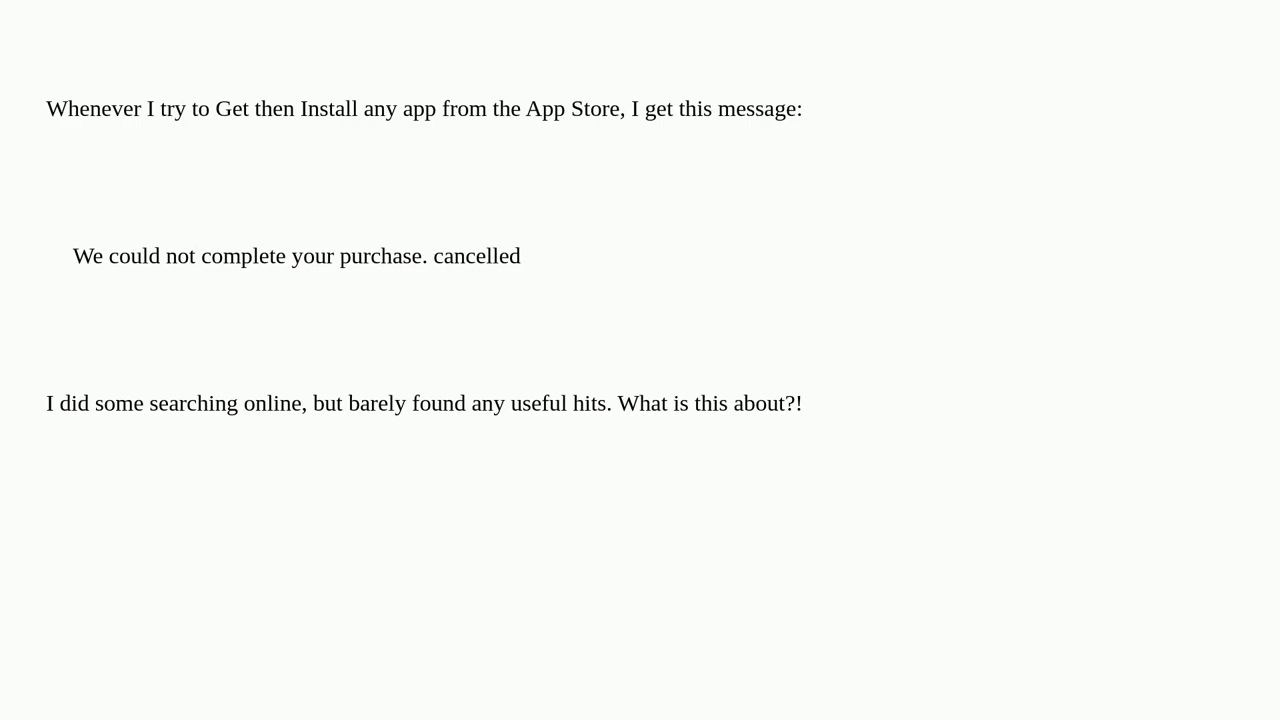 Whenever I try to Get then Install any app from the App Store, I get this message:
We could not complete your purchase. cancelled
I did some searching online, but barely found any useful hits. What is this about?!